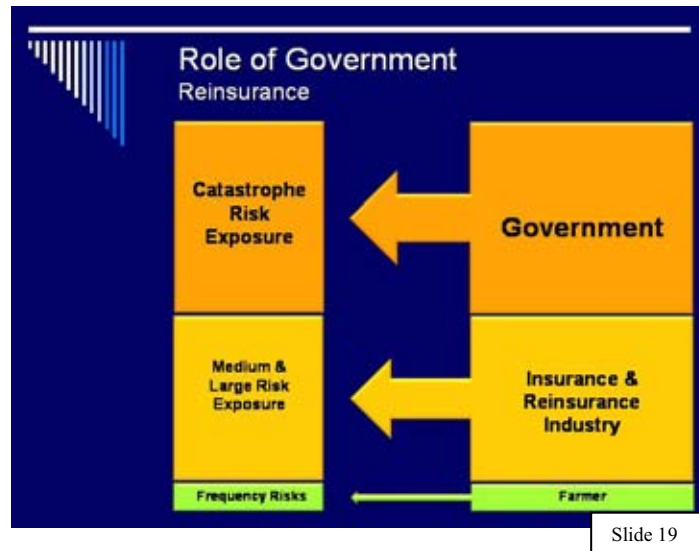 Role of Government
Reinsurance
Catastrophe
Risk
Exposure
Government
Medium &
Large Risk
Exposure
Insurance &
Reinsurance
Industry
Frequency Risks
Farmer
Slide 19